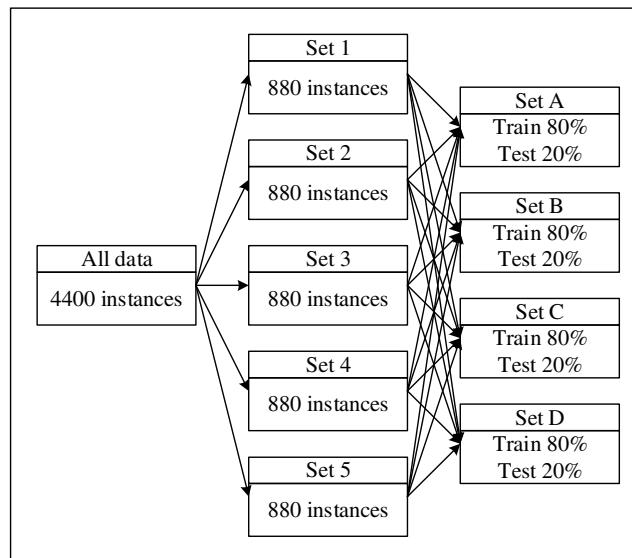 All data
4400 instances
Set 1
880 instances
Set 2
880 instances
Set 3
880 instances
Set 4
880 instances
Set 5
880 instances
Set A
Train 80%
Test 20%
Set B
Train 80%
Test 20%
Set C
Train 80%
Test 20%
Set D
Train 80%
Test 20%